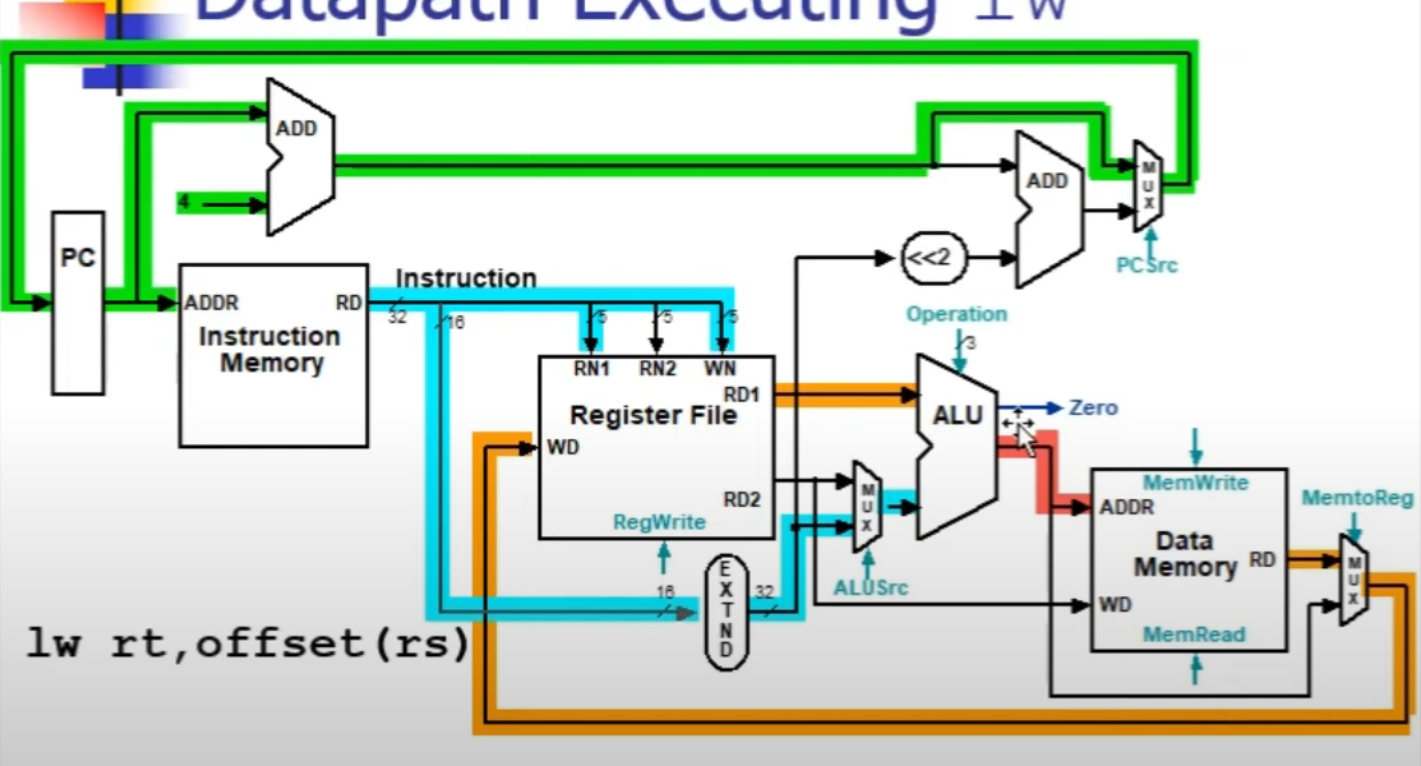 Datapath Executing lw
ADD
4
PC
ADD
M
U
X
<<2
PCSrc
Instruction
ADDR
RD
32
16
5
5
5
Instruction
Memory
Operation
3
RN1
RN2
WN
RD1
Register File
WD
RD2
RegWrite
ALU
Zero
M
U
X
ALUSrc
MemWrite
ADDR
Data
Memory
RD
WD
MemRead
MemtoReg
M
U
X
16
E
X
T
N
D
32
lw rt,offset(rs)